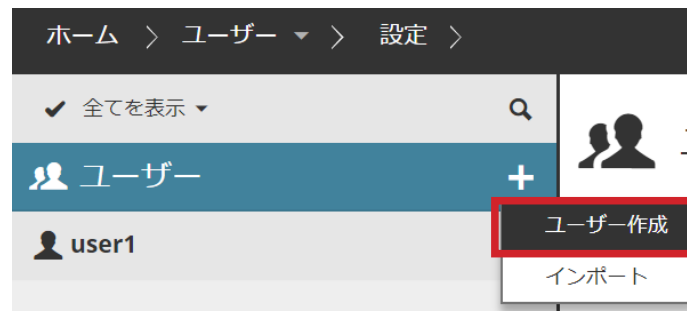 ホーム 〉 ユーザー ▼ 〉 設定 〉
全てを表示 ▼
ユーザー
ユーザー作成
user1
インポート